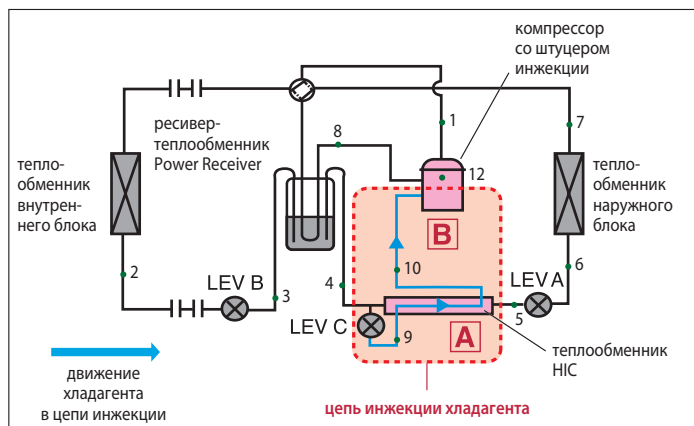 компрессор
со штуцером
инжекции
ресивер-
теплообменник
Power Receiver
8
1
7
12
тепло-
обменник
внутрен-
него блока
тепло-
обменник
наружного
блока
B
2
LEV B
3
4
10
LEV A
6
LEV C
9
A
5
движение
хладагента
в цепи инжекции
теплообменник
HIC
цепь инжекции хладагента